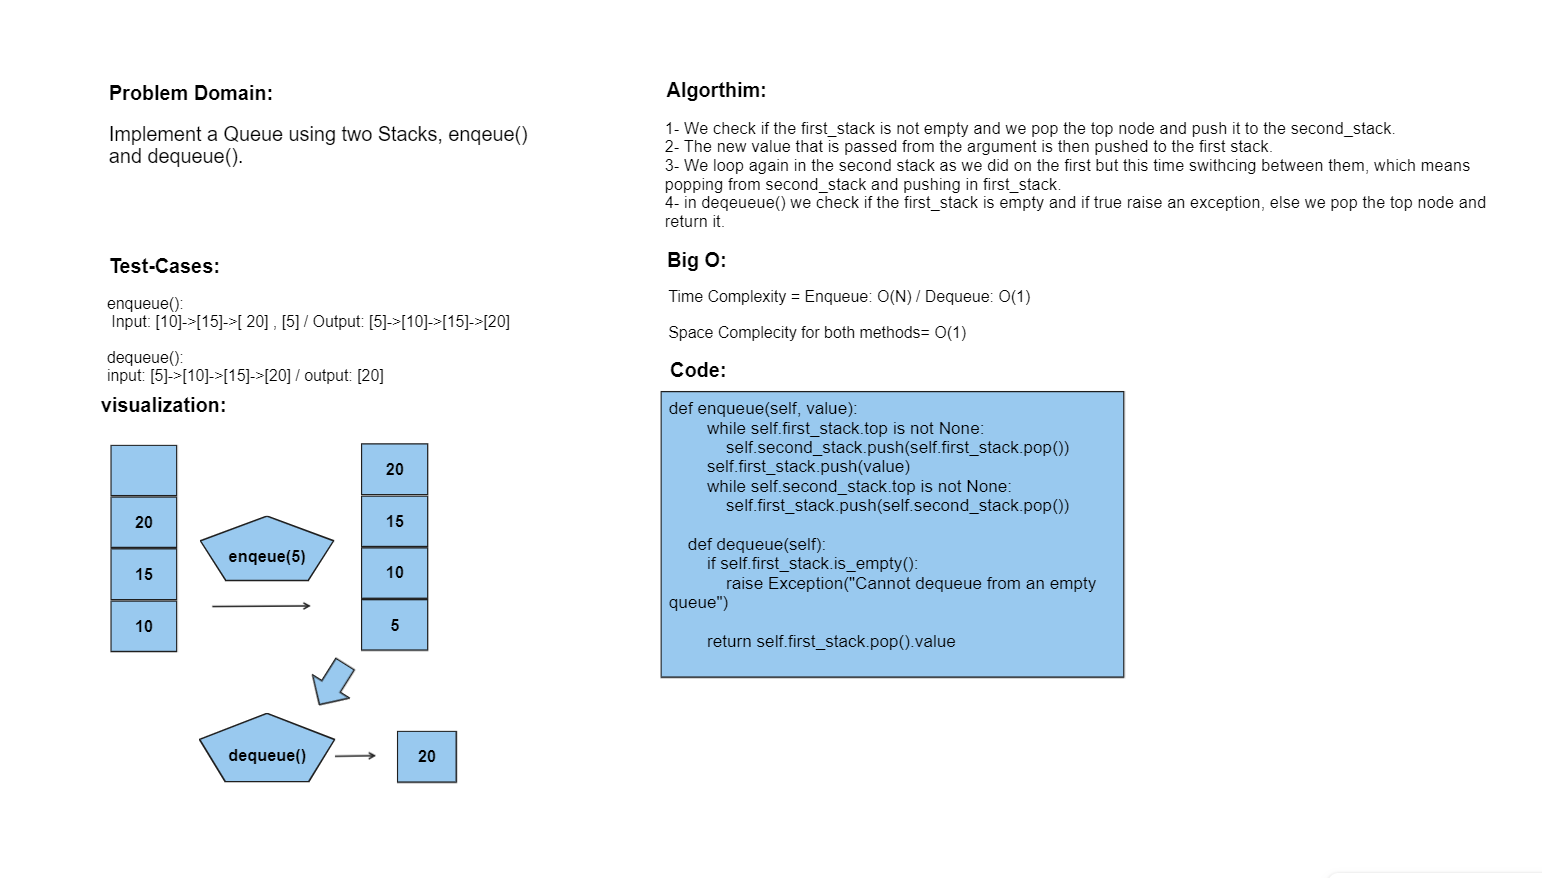 Problem Domain:
Implement a Queue using two Stacks, enqeue()
and dequeue().
Test-Cases:
enqueue():
Input: [10]->[15]->[ 20] , [5] / Output: [5]->[10]->[15]->[20]
dequeue():
input: [5]->[10]->[15]->[20] / output: [20]
visualization:
20
15
10
enqeue(5)
20
15
10
5
dequeue()
20
Algorthim:
1- We check if the first_stack is not empty and we pop the top node and push it to the second_stack.
2- The new value that is passed from the argument is then pushed to the first stack.
3- We loop again in the second stack as we did on the first but this time swithcing between them, which means
popping from second_stack and pushing in first_stack.
4- in deqeueue() we check if the first_stack is empty and if true raise an exception, else we pop the top node and
return it.
Big O:
Time Complexity = Enqueue: O(N) / Dequeue: O(1)
Space Complecity for both methods= O(1)
Code:
def enqueue(self, value):
while self.first_stack.top is not None:
self.second_stack.push(self.first_stack.pop())
self.first_stack.push(value)
while self.second_stack.top is not None:
self.first_stack.push(self.second_stack.pop())
def dequeue(self):
if self.first_stack.is_empty():
raise Exception("Cannot dequeue from an empty
queue")
return self.first_stack.pop().value